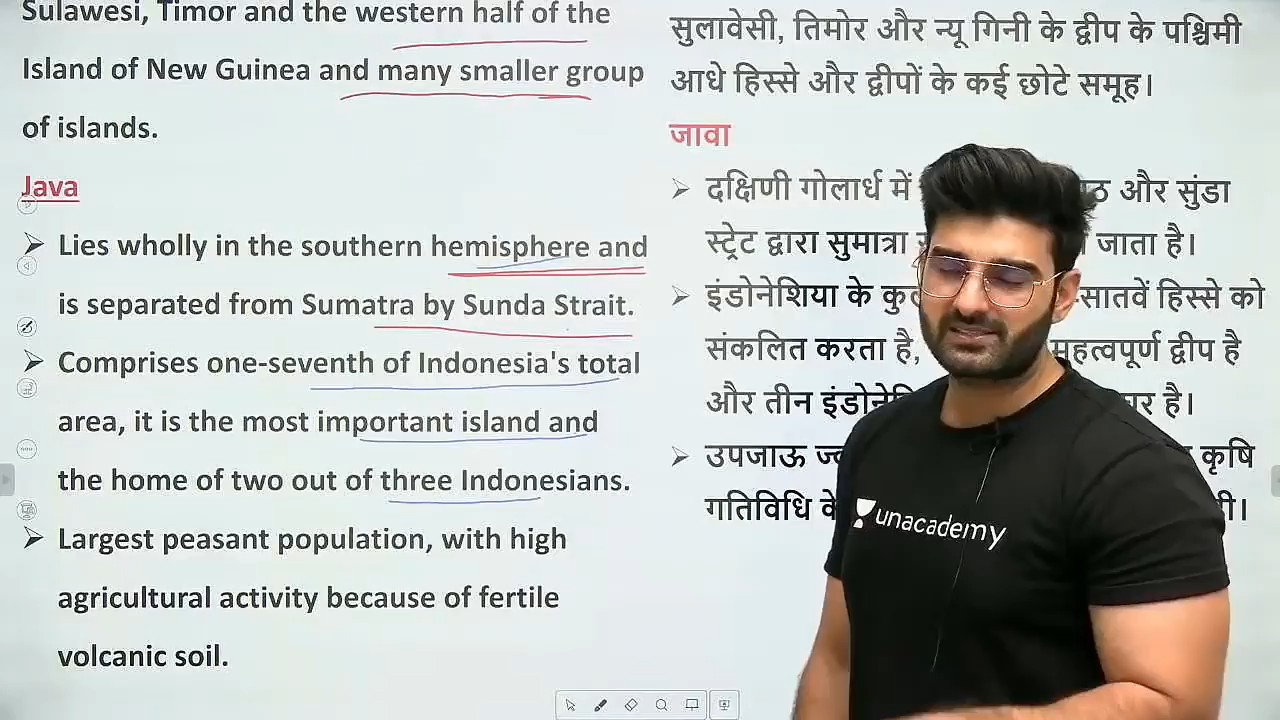 Sulawesi, Timor and the western half of the
Island of New Guinea and many smaller group
of islands.
Java
Lies wholly in the southern hemisphere and
is separated from Sumatra by Sunda Strait.
Comprises one-seventh of Indonesia's total
area, it is the most important island and
the home of two out of three Indonesians.
Largest peasant population, with high
agricultural activity because of fertile
volcanic soil.
सुलावेसी, तिमोर और न्यू गिनी के द्वीप के पश्चिमी
आधे हिस्से और द्वीपों के कई छोटे समूह।
जावा
दक्षिणी गोलार्ध में और सुंडा
स्ट्रेट द्वारा सुमात्रा जाता है।
इंडोनेशिया के सातवें हिस्से को
संकलित करता है, महत्वपूर्ण द्वीप है
और तीन है।
उपजाऊ कृषि
गतिविधि
unacademy